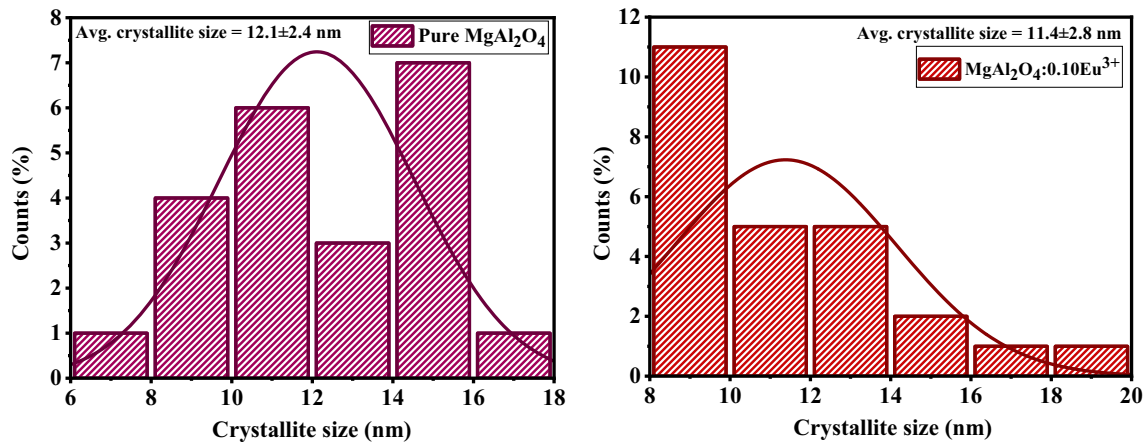 Avg. crystallite size = 12.1±2.4 nm
Pure MgAl₂O₄
8
7
6
5
4
3
2
1
0
Counts (%)
6 8 10 12 14 16 18
Crystallite size (nm)
Avg. crystallite size = 11.4±2.8 nm
MgAl₂O₄:0.10Eu³⁺
12
10
8
6
4
2
0
Counts (%)
8 10 12 14 16 18 20
Crystallite size (nm)